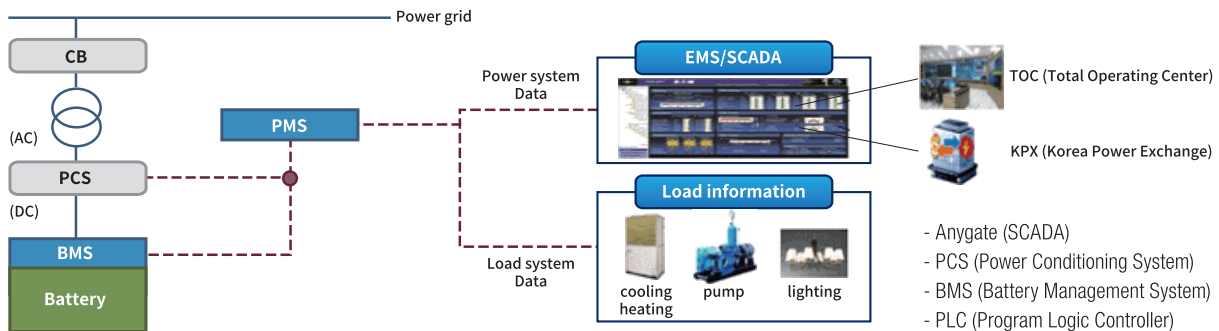 Power grid
CB
(AC)
PCS
(DC)
BMS
Battery
PMS
Power system
Data
Load system
Data
EMS/SCADA
TOC (Total Operating Center)
KPX (Korea Power Exchange)
Load information
cooling
heating
pump
lighting
- Anygate (SCADA)
- PCS (Power Conditioning System)
- BMS (Battery Management System)
- PLC (Program Logic Controller)